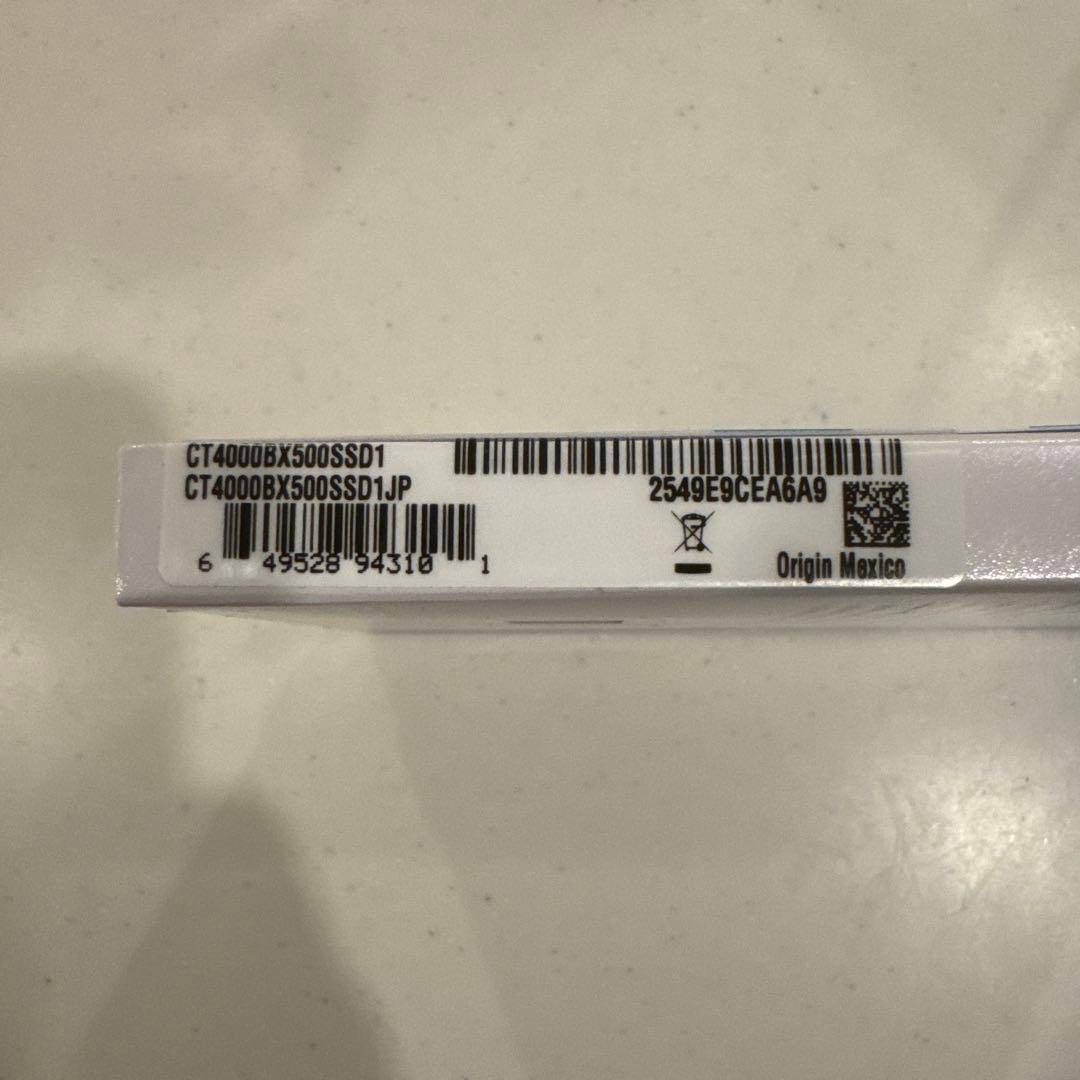 CT4000BX500SSD1
CT4000BX500SSD1JP
2549E9CEA6A9
6 49528 94310 1
Origin Mexico